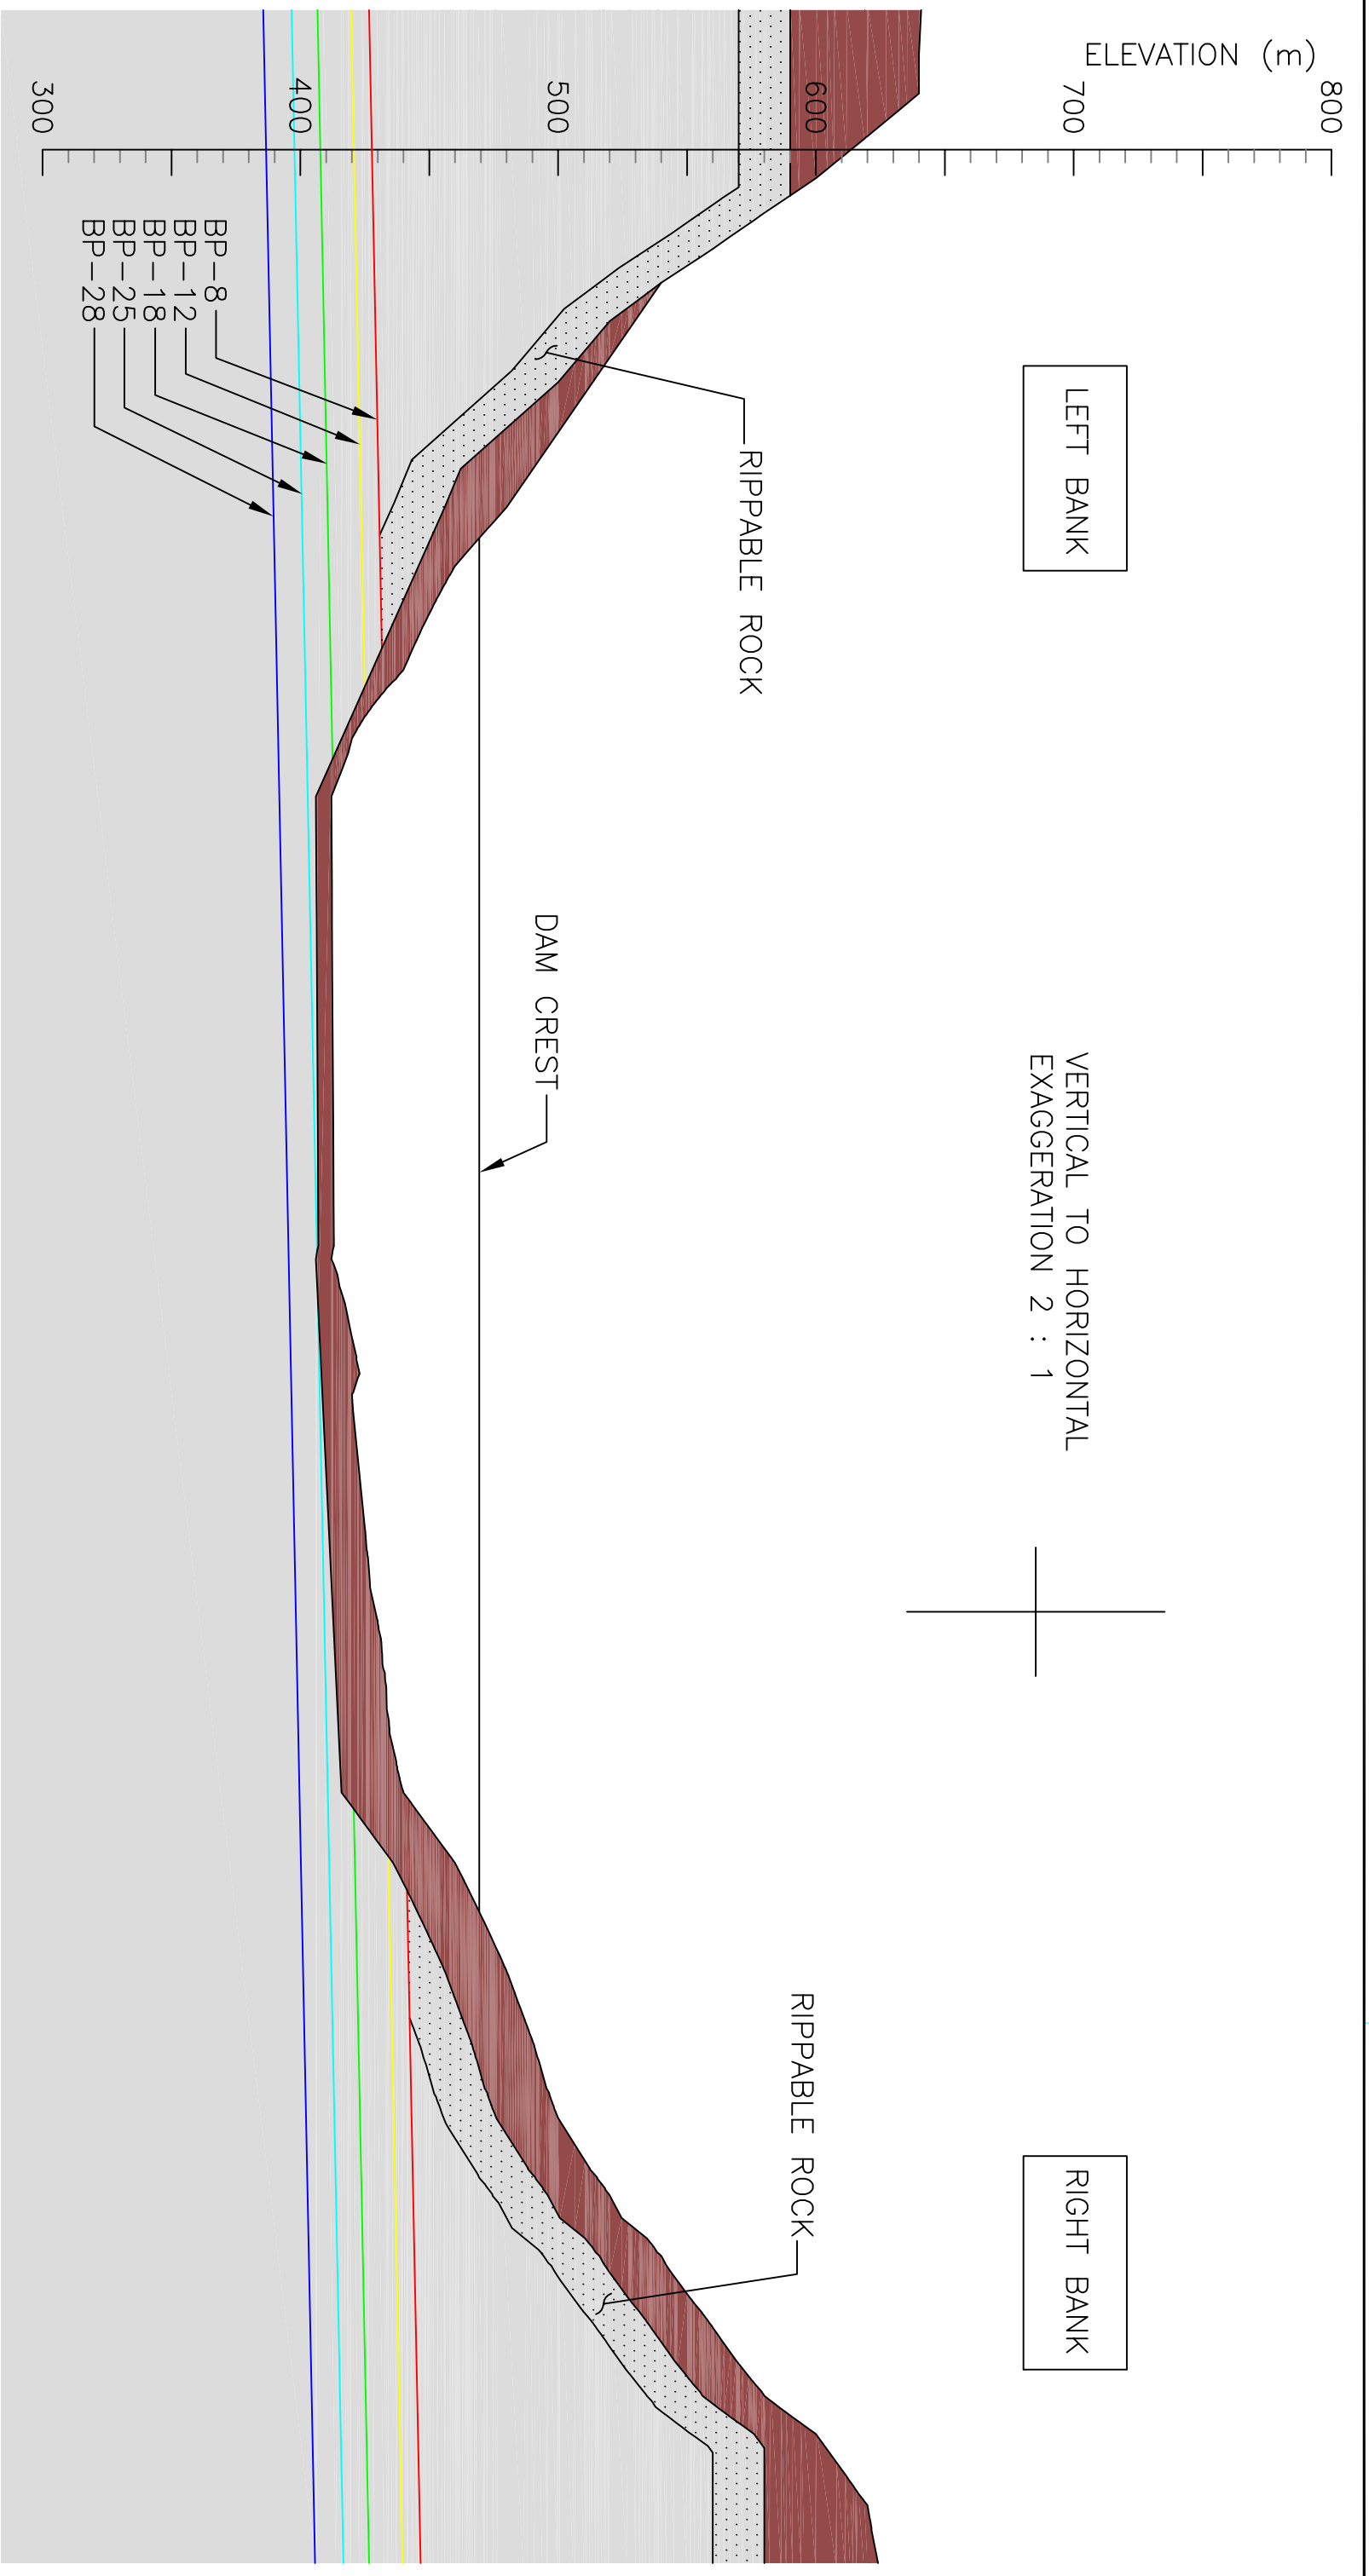 ELEVATION (m)
800
700
600
500
400
300
LEFT BANK
RIGHT BANK
VERTICAL TO HORIZONTAL
EXAGGERATION 2 : 1
RIPPABLE ROCK
RIPPABLE ROCK
DAM CREST
BP-8
BP-12
BP-18
BP-25
BP-28